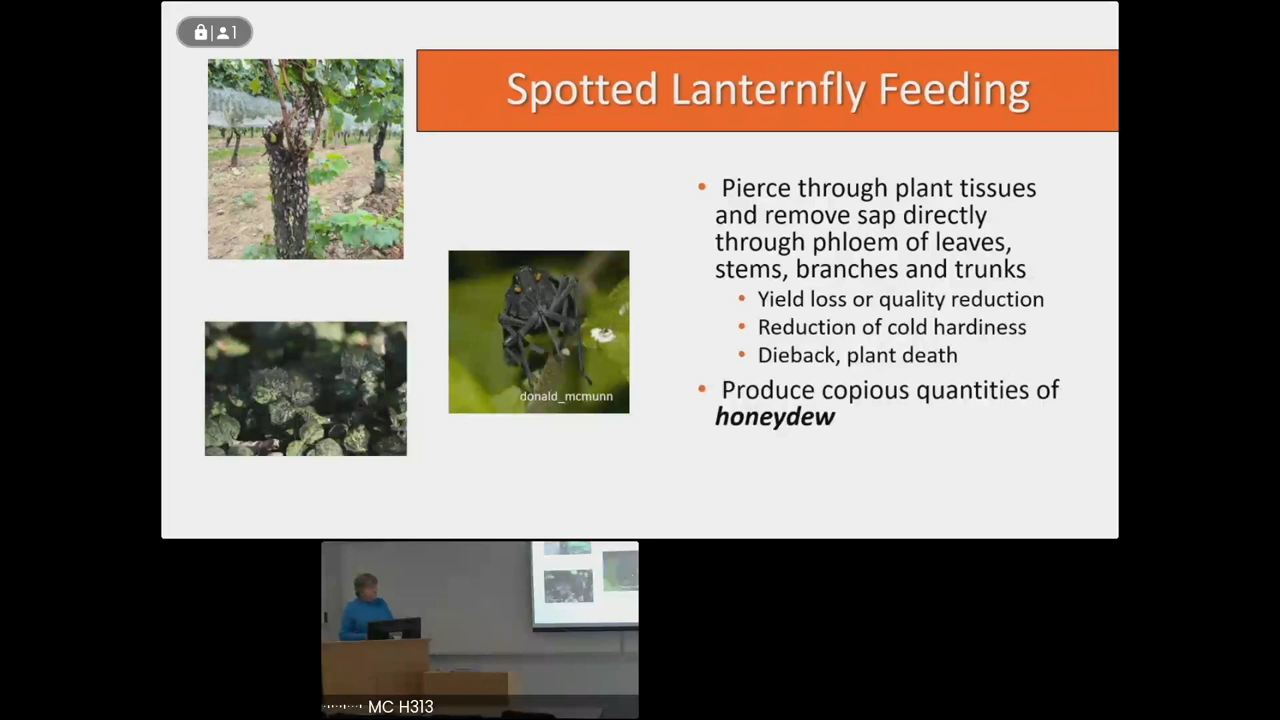 1
Spotted Lanternfly Feeding
• Pierce through plant tissues
and remove sap directly
through phloem of leaves,
stems, branches and trunks
• Yield loss or quality reduction
• Reduction of cold hardiness
• Dieback, plant death
• Produce copious quantities of
honeydew
donald_mcmunn
MC H313